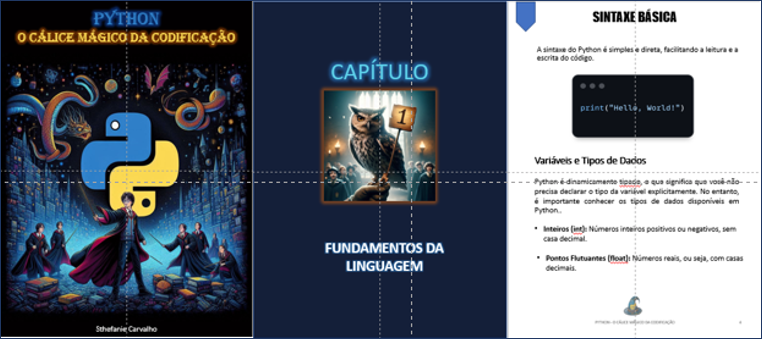 PYTHON
O CÁLICE MÁGICO DA CODIFICAÇÃO
Sthefanie Carvalho
CAPÍTULO
1
FUNDAMENTOS DA
LINGUAGEM
SINTAXE BÁSICA
A sintaxe do Python é simples e direta, facilitando a leitura e a
escrita do código.
print("Hello, World!")
Variáveis e Tipos de Dados
Python é dinamicamente tipado, o que significa que você não
precisa declarar o tipo da variável explicitamente. No entanto,
é importante conhecer os tipos de dados disponíveis em
Python..
• Inteiros (int): Números inteiros positivos ou negativos, sem
casa decimal.
• Pontos Flutuantes (float): Números reais, ou seja, com casas
decimais.
PYTHON: O CÁLICE MÁGICO DA CODIFICAÇÃO